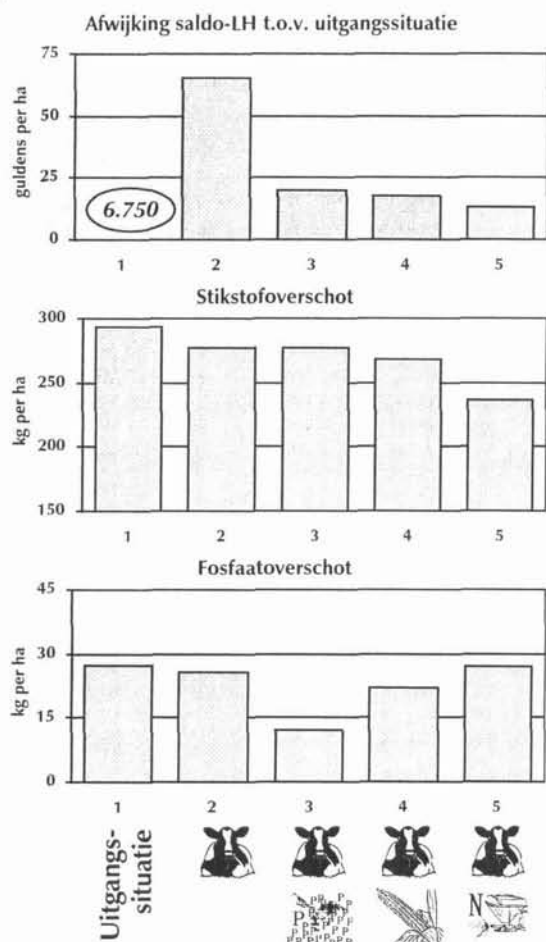 Afwijking saldo-LH t.o.v. uitgangssituatie
guldens per ha
75
50
25
0
6.750
1 2 3 4 5
Stikstofoverschot
kg per ha
300
250
200
150
1 2 3 4 5
Fosfaatoverschot
kg per ha
45
30
15
0
1 2 3 4 5
Uitgangs-
situatie
P
N